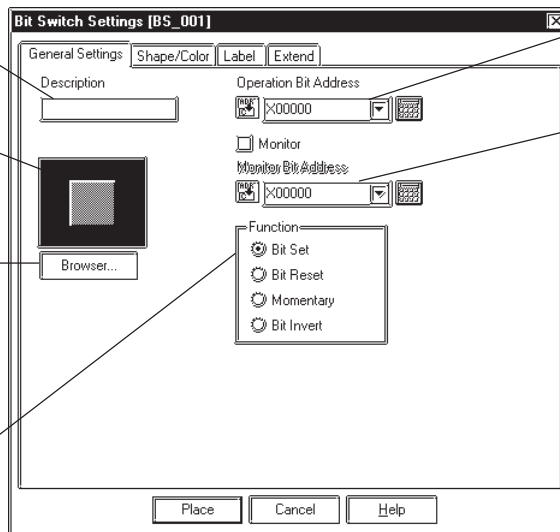 Bit Switch Settings [BS_001]
General Settings Shape/Color Label Extend
Description
Operation Bit Address
X00000
Monitor
Monitor Bit Address
X00000
Function
Bit Set
Bit Reset
Momentary
Bit Invert
Browser...
Place Cancel Help